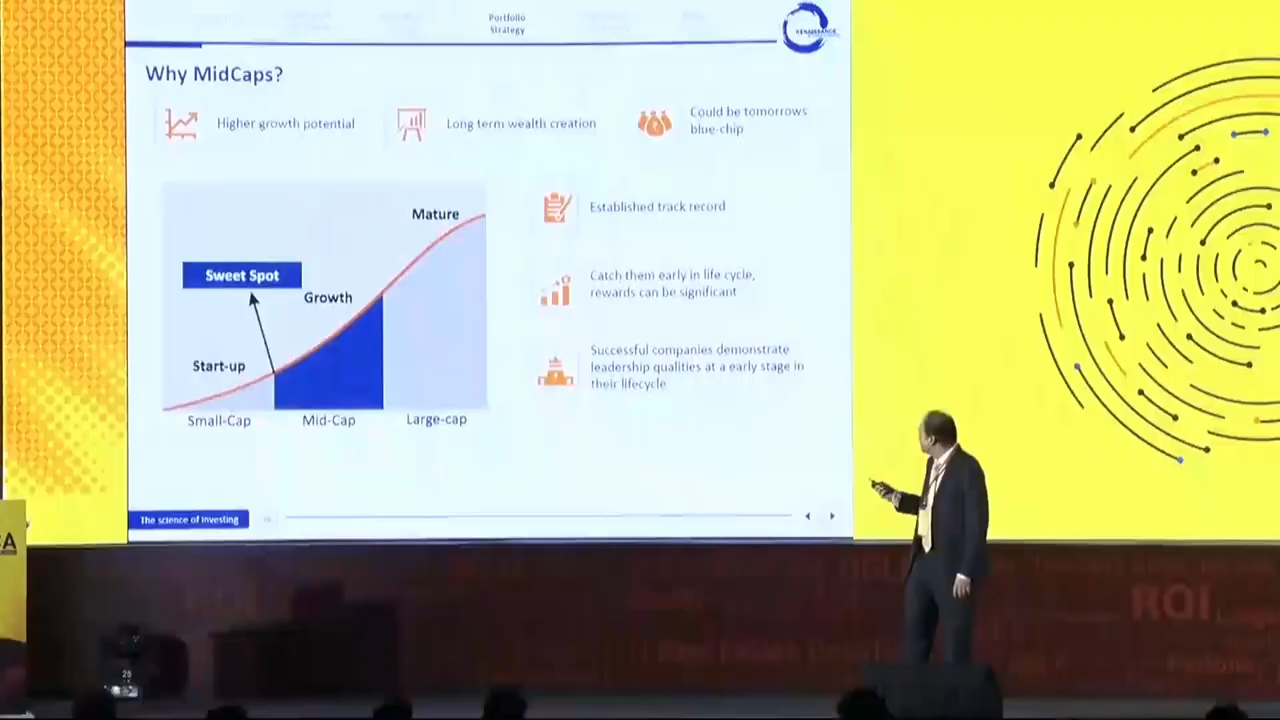 Portfolio
Strategy
RENAISSANCE
Why MidCaps?
Higher growth potential
Long term wealth creation
Could be tomorrows
blue-chip
Mature
Sweet Spot
Growth
Start-up
Small-Cap
Mid-Cap
Large-cap
Established track record
Catch them early in life cycle,
rewards can be significant
Successful companies demonstrate
leadership qualities at a early stage in
their lifecycle
The science of investing
ROI
25